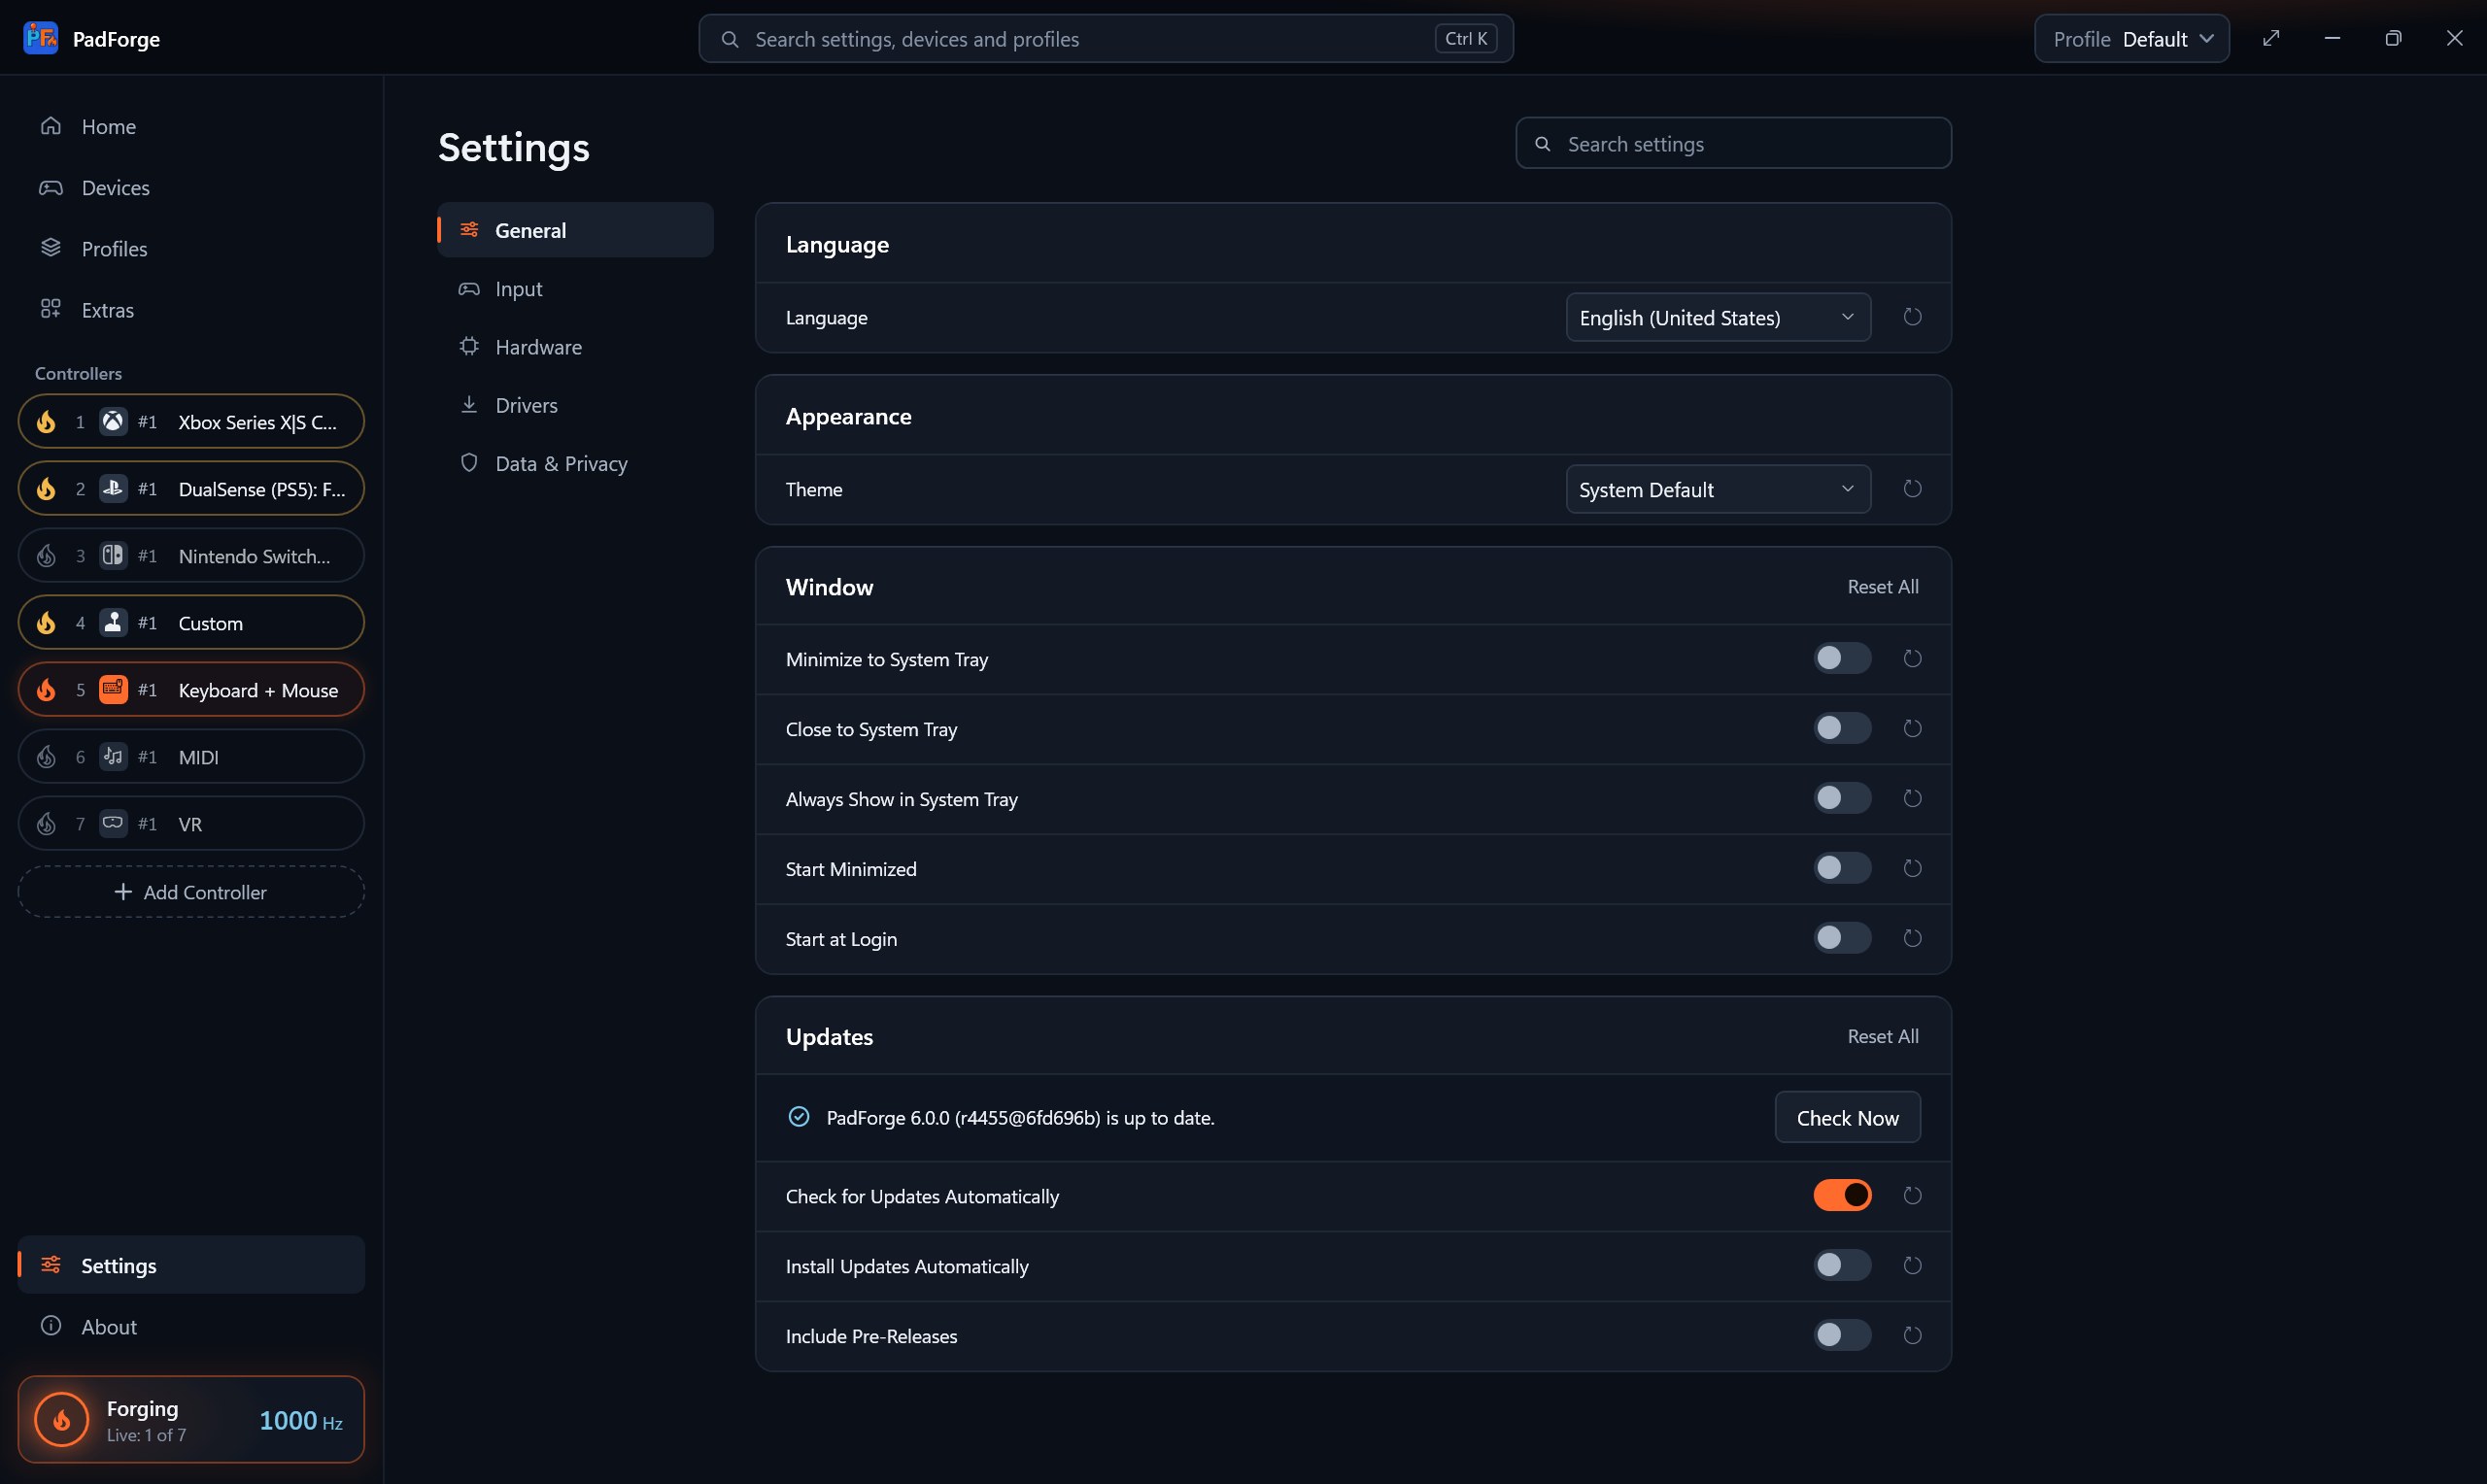 PadForge
Search settings, devices and profiles
Ctrl K
Profile Default
Home
Devices
Profiles
Extras
Controllers
1 #1 Xbox Series X|S C...
2 #1 DualSense (PS5): F...
3 #1 Nintendo Switch...
4 #1 Custom
5 #1 Keyboard + Mouse
6 #1 MIDI
7 #1 VR
+ Add Controller
Settings
About
Forging
Live: 1 of 7
1000 Hz
Settings
Search settings
General
Input
Hardware
Drivers
Data & Privacy
Language
Language English (United States)
Appearance
Theme System Default
Window Reset All
Minimize to System Tray
Close to System Tray
Always Show in System Tray
Start Minimized
Start at Login
Updates Reset All
PadForge 6.0.0 (r4455@6fd696b) is up to date. Check Now
Check for Updates Automatically
Install Updates Automatically
Include Pre-Releases